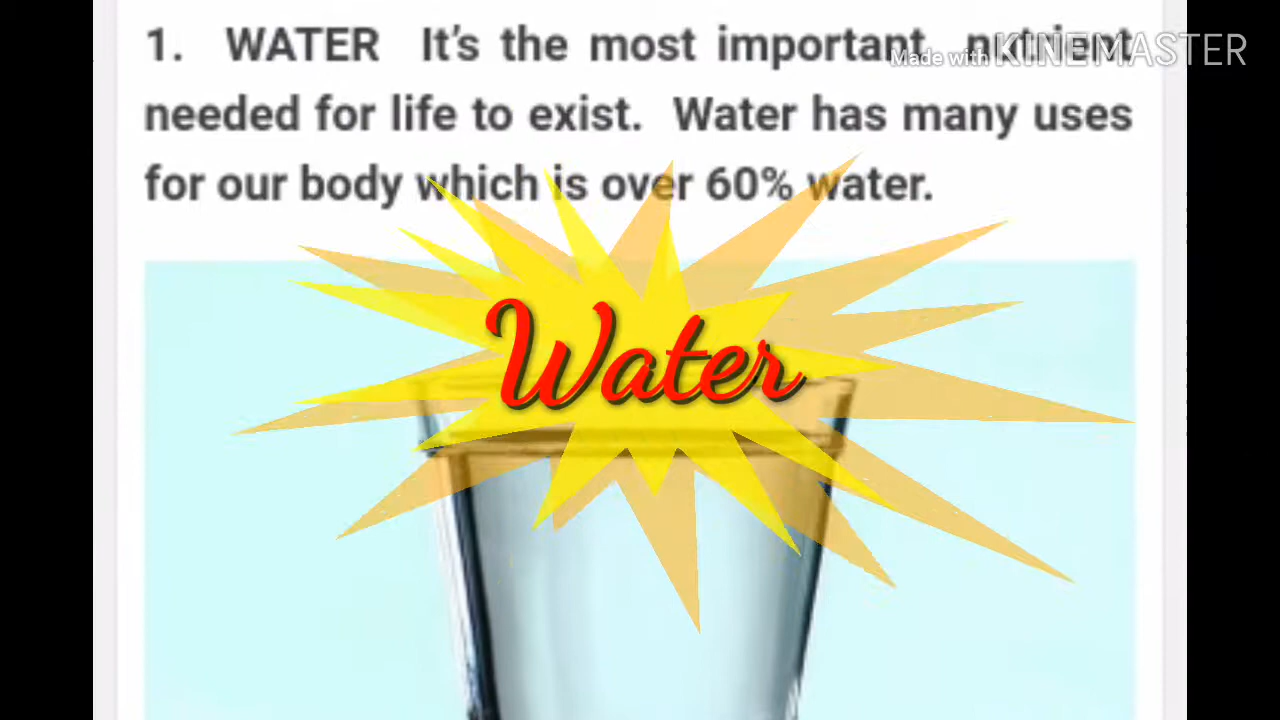 1. WATER It's the most important nutrient
Made with KINEMASTER
needed for life to exist. Water has many uses
for our body which is over 60% water.
Water